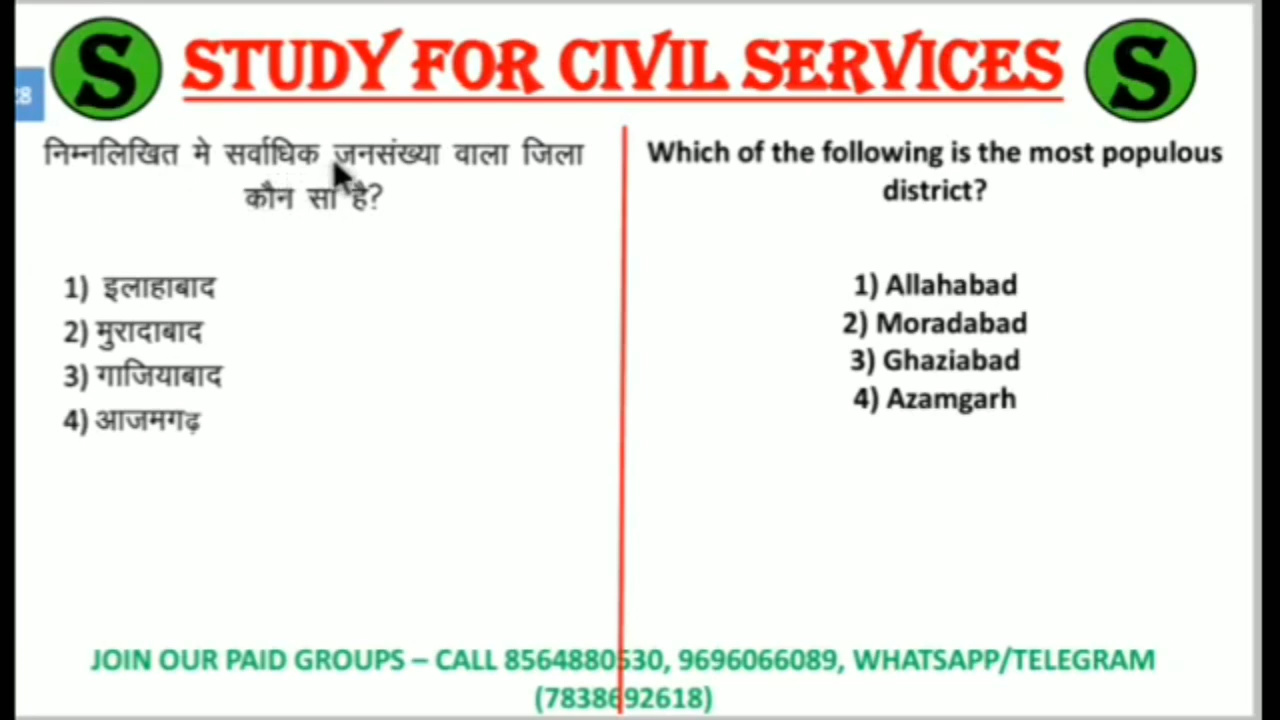 S STUDY FOR CIVIL SERVICES S
28
निम्नलिखित मे सर्वाधिक जनसंख्या वाला जिला
कौन सा है?
1) इलाहाबाद
2) मुरादाबाद
3) गाजियाबाद
4) आजमगढ़
Which of the following is the most populous
district?
1) Allahabad
2) Moradabad
3) Ghaziabad
4) Azamgarh
JOIN OUR PAID GROUPS – CALL 8564880530, 9696066089, WHATSAPP/TELEGRAM
(7838692618)